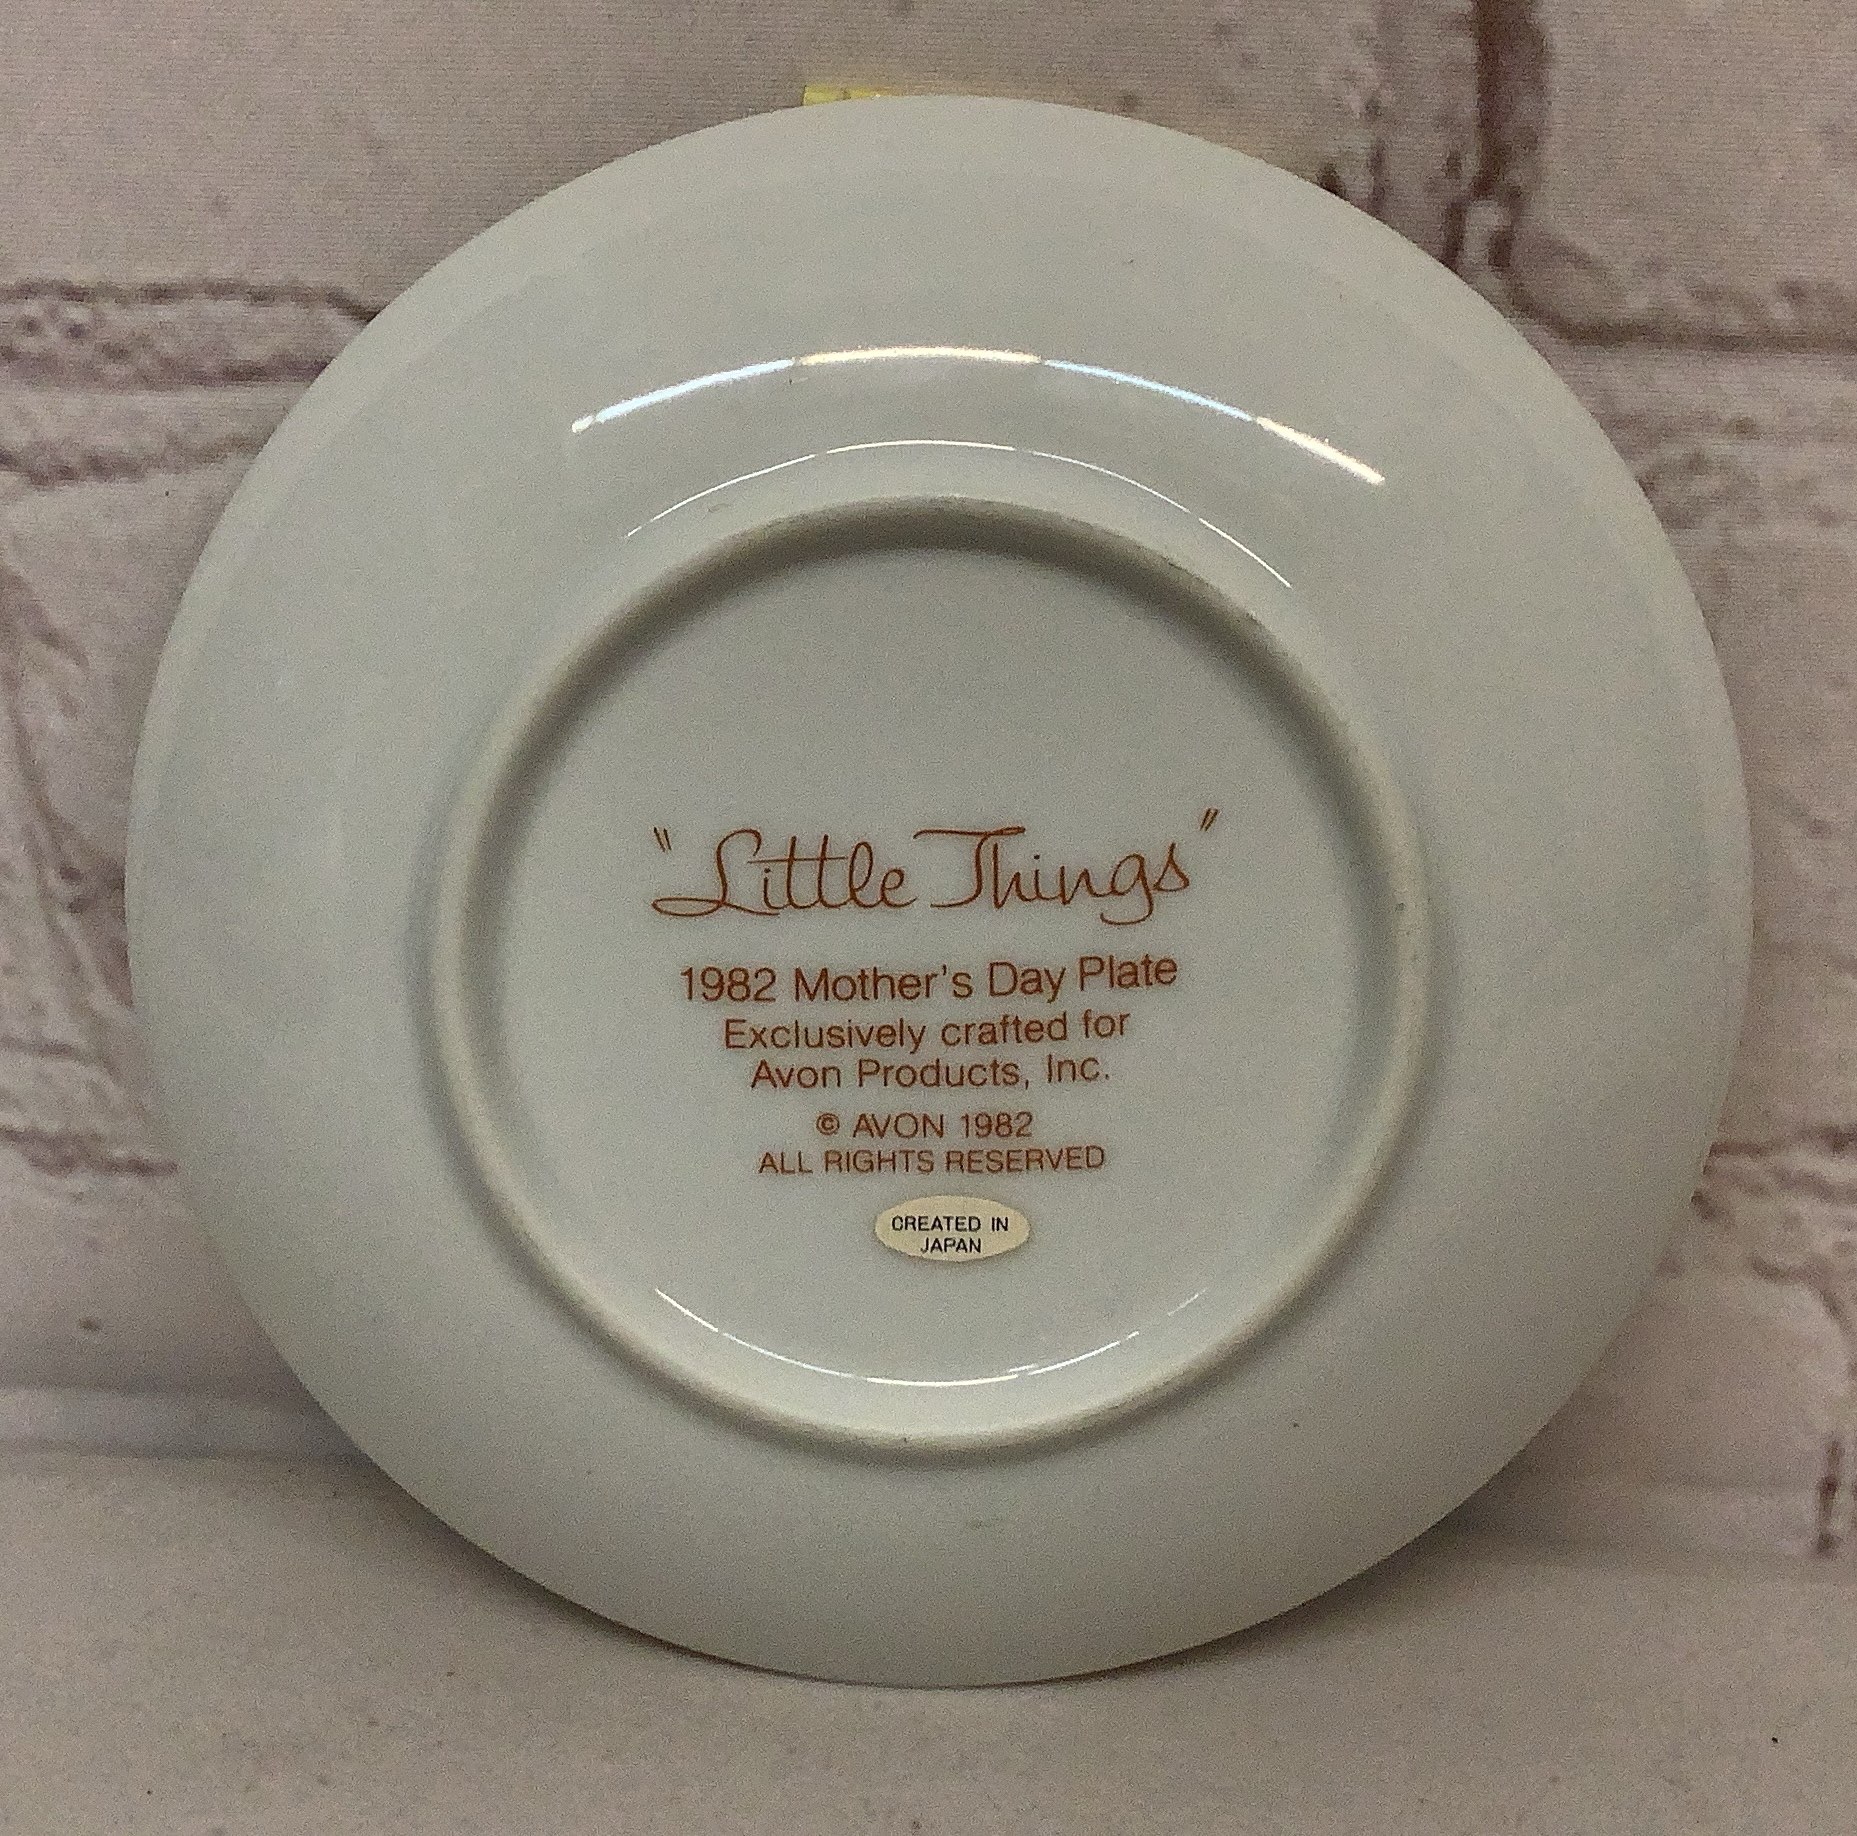 "Little Things"
1982 Mother's Day Plate
Exclusively crafted for
Avon Products, Inc.
© AVON 1982
ALL RIGHTS RESERVED
CREATED IN
JAPAN